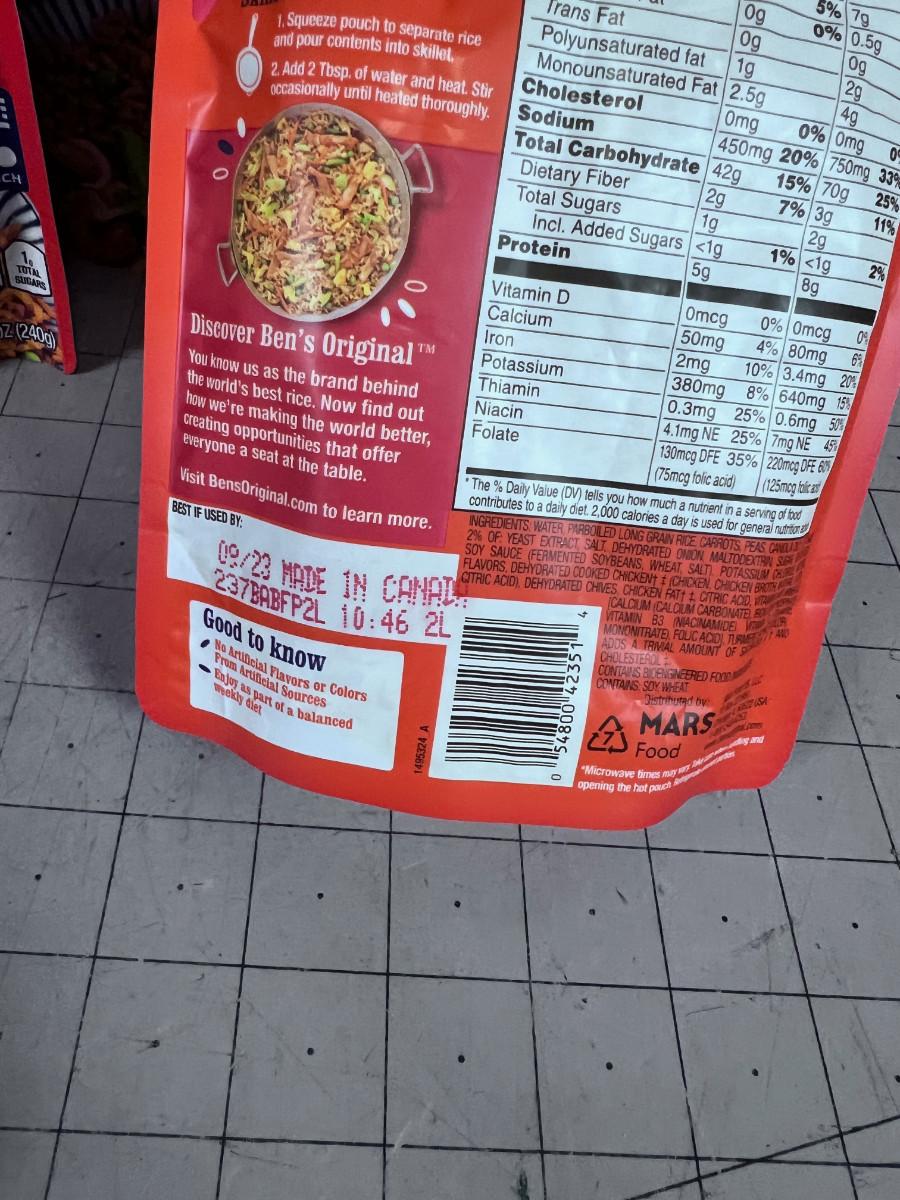 1. Squeeze pouch to separate rice
and pour contents into skillet.
2. Add 2 Tbsp. of water and heat. Stir
occasionally until heated thoroughly.
Discover Ben's Original™
You know us as the brand behind
the world's best rice. Now find out
how we're making the world better,
creating opportunities that offer
everyone a seat at the table.
Visit BensOriginal.com to learn more.
5% 7g
Trans Fat 0g 0% 0.5g
Polyunsaturated fat 0g 0g
Monounsaturated Fat 1g 2g
2.5g 4g
Cholesterol 0mg 0% 0mg
Sodium 450mg 20% 750mg 33%
Total Carbohydrate 42g 15% 70g 25%
Dietary Fiber 2g 7% 3g 11%
Total Sugars 1g 2g
Incl. Added Sugars <1g 1% <1g 2%
Protein 5g 8g
Vitamin D 0mcg 0% 0mcg
Calcium 50mg 4% 80mg 6%
Iron 2mg 10% 3.4mg 20%
Potassium 380mg 8% 640mg 15%
Thiamin 0.3mg 25% 0.6mg 50%
Niacin 4.1mg NE 25% 7mg NE 45%
Folate 130mcg DFE 35% 220mcg DFE 60%
(75mcg folic acid) (125mcg folic
*The % Daily Value (DV) tells you how much a nutrient in a serving of food
contributes to a daily diet. 2,000 calories a day is used for general nutrition
INGREDIENTS: WATER, PARBOILED LONG GRAIN RICE, CARROTS, PEAS,
2% OF: YEAST EXTRACT, SALT, DEHYDRATED ONION, MALTODEXTRIN,
SOY SAUCE (FERMENTED SOYBEANS, WHEAT, SALT), POTASSIUM
FLAVORS, DEHYDRATED COOKED CHICKEN† ‡ (CHICKEN, CHICKEN BROTH
CITRIC ACID), DEHYDRATED CHIVES, CHICKEN FAT† ‡, CITRIC ACID,
[CALCIUM (CALCIUM CARBONATE),
VITAMIN B3 (NIACINAMIDE),
MONONITRATE), FOLIC ACID], TURMERIC AND
ADDS A TRIVIAL AMOUNT OF
CHOLESTEROL ‡.
CONTAINS BIOENGINEERED FOOD
CONTAINS: SOY, WHEAT.
Distributed by:
MARS
Food
7
*Microwave times may vary. Take care when handling and
opening the hot pouch.
BEST IF USED BY:
09/23 MADE IN CANADA
237BABFP2L 10:46 2L
Good to know
No Artificial Flavors or Colors
From Artificial Sources
Enjoy as part of a balanced
weekly diet
1495324 A
0 54800 42351 4
CH
1g
TOTAL
SUGARS
OZ (240g)